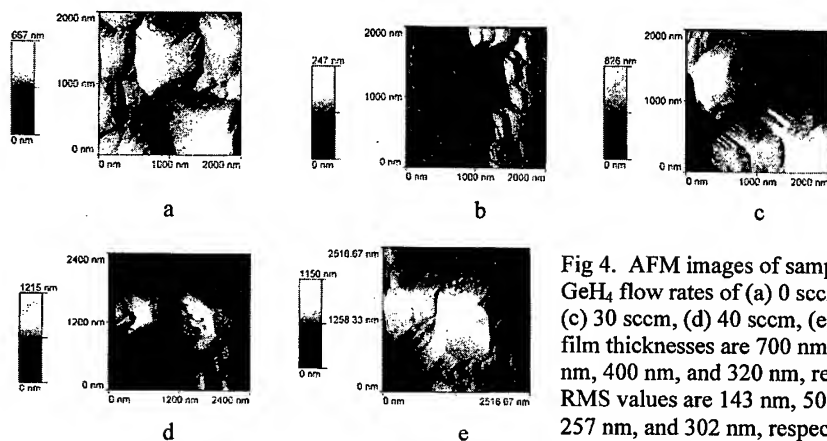 667 nm
2000 nm
1000 nm
0 nm
0 nm
0 nm
1000 nm
2000 nm
a
247 nm
2000 nm
1000 nm
0 nm
0 nm
0 nm
1000 nm
2000 nm
b
826 nm
2000 nm
1000 nm
0 nm
0 nm
0 nm
1000 nm
2000
c
1215 nm
2400 nm
1200 nm
0 nm
0 nm
0 nm
1200 nm
2400 nm
d
1150 nm
2516.67 nm
1258.33 nm
0 nm
0 nm
0 nm
2516.67 nm
e
Fig 4. AFM images of samp
GeH₄ flow rates of (a) 0 scc
(c) 30 sccm, (d) 40 sccm, (e
film thicknesses are 700 nm
nm, 400 nm, and 320 nm, re
RMS values are 143 nm, 50
257 nm, and 302 nm, respec